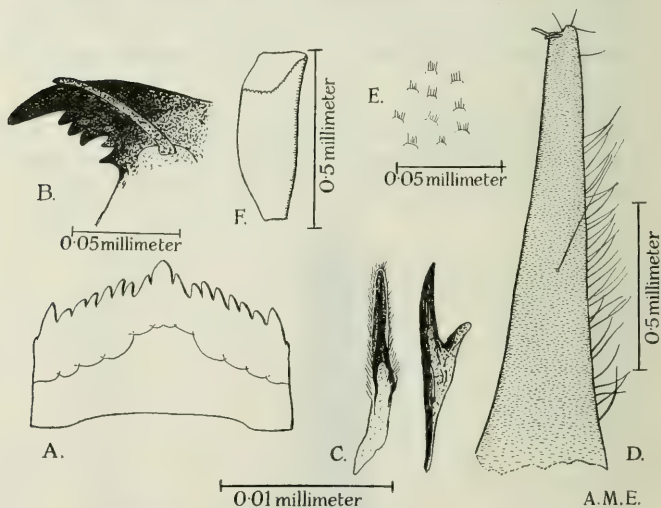 B.
0·05 millimeter
F.
0·5 millimeter
E.
0·05 millimeter
0·5 millimeter
A.
C.
D.
0·01 millimeter
A.M.E.